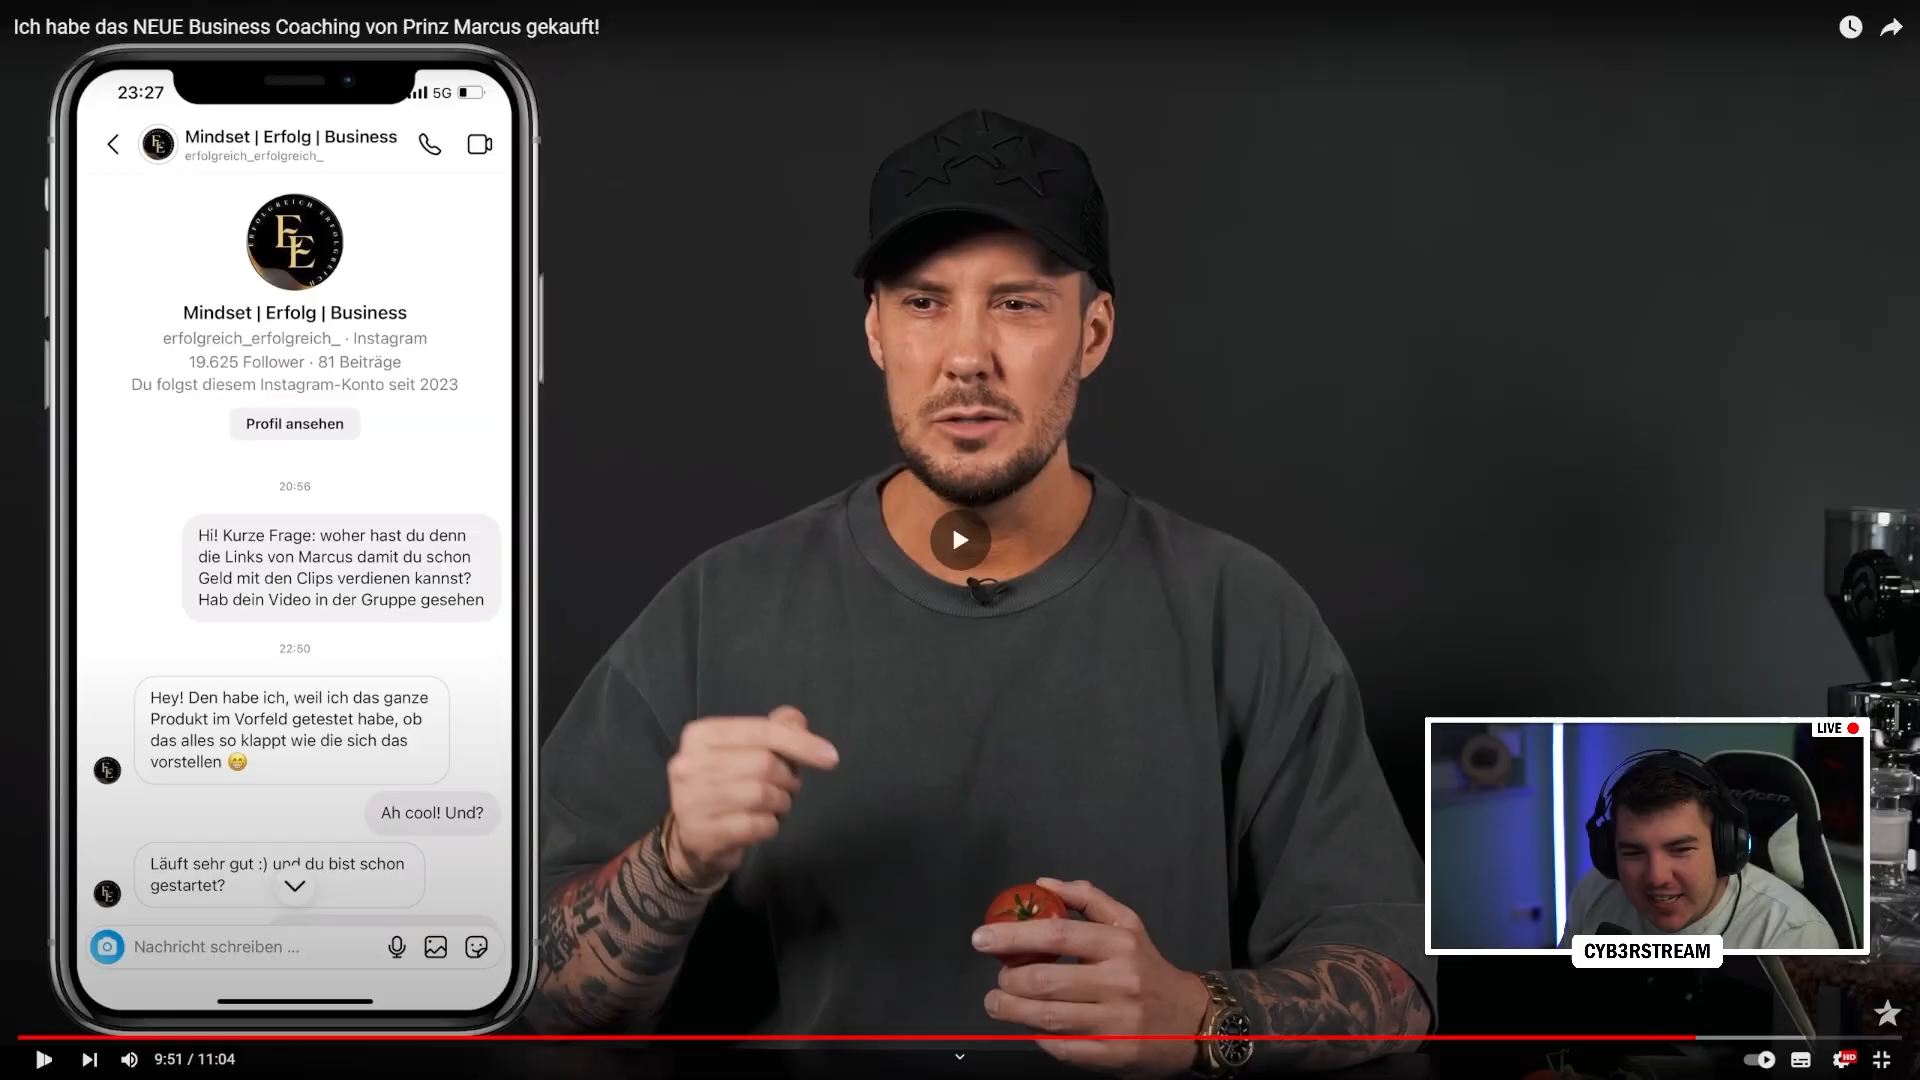 Ich habe das NEUE Business Coaching von Prinz Marcus gekauft!
23:27
5G
Mindset | Erfolg | Business
erfolgreich_erfolgreich_
ERFOLGREICH ERFOLGREICH
EE
Mindset | Erfolg | Business
erfolgreich_erfolgreich_ · Instagram
19.625 Follower · 81 Beiträge
Du folgst diesem Instagram-Konto seit 2023
Profil ansehen
20:56
Hi! Kurze Frage: woher hast du denn
die Links von Marcus damit du schon
Geld mit den Clips verdienen kannst?
Hab dein Video in der Gruppe gesehen
22:50
Hey! Den habe ich, weil ich das ganze
Produkt im Vorfeld getestet habe, ob
das alles so klappt wie die sich das
vorstellen 😁
Ah cool! Und?
Läuft sehr gut :) und du bist schon
gestartet?
Nachricht schreiben ...
LIVE
CYB3RSTREAM
9:51 / 11:04
HD